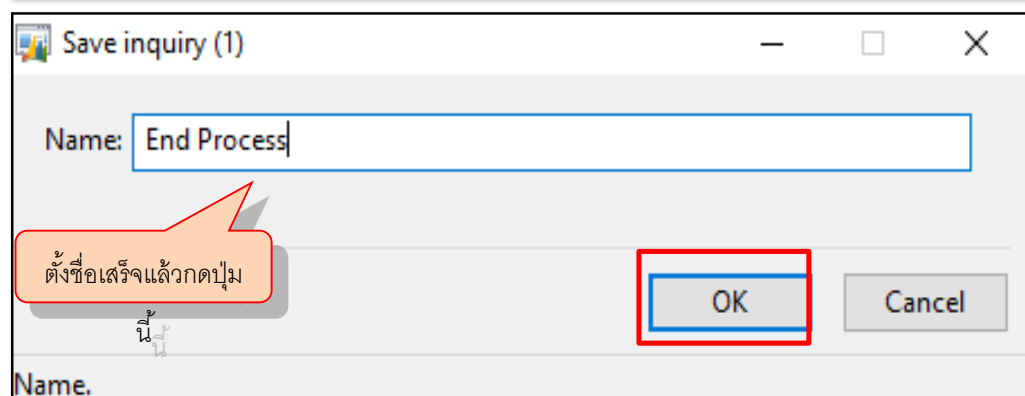 Save inquiry (1)
Name: End Process
ตั้งชื่อเสร็จแล้วกดปุ่ม
นี้
OK Cancel
Name.